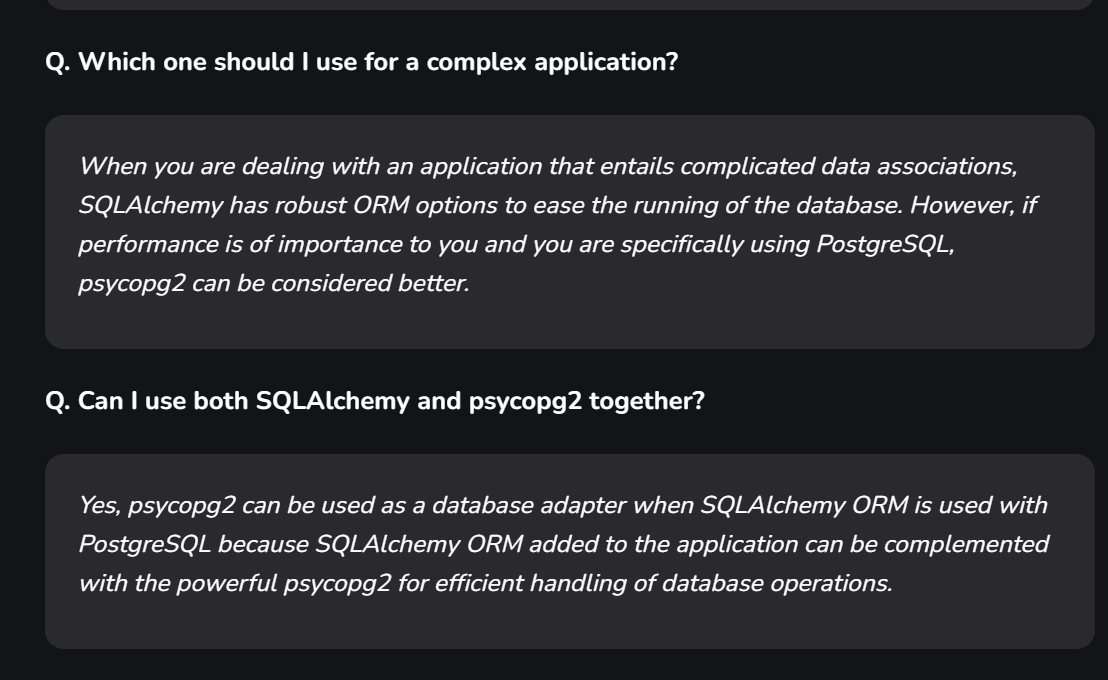 Q. Which one should I use for a complex application?
When you are dealing with an application that entails complicated data associations,
SQLAlchemy has robust ORM options to ease the running of the database. However, if
performance is of importance to you and you are specifically using PostgreSQL,
psycopg2 can be considered better.
Q. Can I use both SQLAlchemy and psycopg2 together?
Yes, psycopg2 can be used as a database adapter when SQLAlchemy ORM is used with
PostgreSQL because SQLAlchemy ORM added to the application can be complemented
with the powerful psycopg2 for efficient handling of database operations.